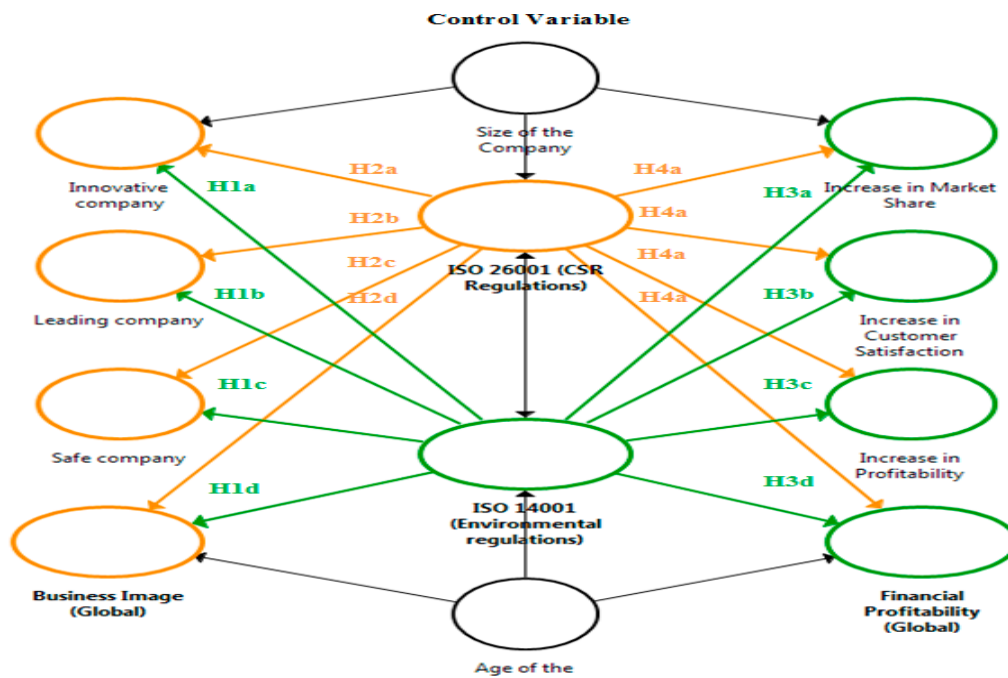 Control Variable
Size of the
Company
H2a
H4a
H1a
H3a
Innovative
company
Increase in Market
Share
H2b
H4a
H2c
ISO 26001 (CSR
Regulations)
H4a
H1b
H2d
H4a
H3b
Leading company
Increase in
Customer
Satisfaction
H1c
H3c
Safe company
Increase in
Profitability
H1d
H3d
ISO 14001
(Environmental
regulations)
Business Image
(Global)
Financial
Profitability
(Global)
Age of the